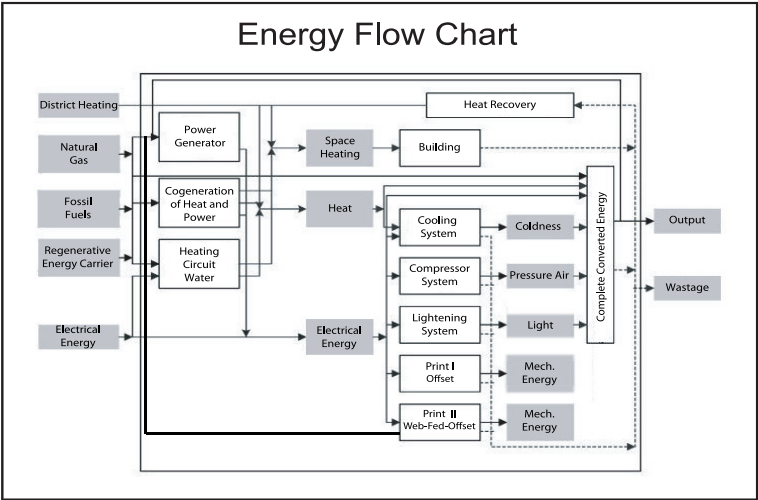 Energy Flow Chart
District Heating
Heat Recovery
Power
Generator
Natural
Gas
Space
Heating
Building
Fossil
Fuels
Cogeneration
of Heat and
Power
Heat
Cooling
System
Coldness
Output
Regenerative
Energy Carrier
Heating
Circuit
Water
Compressor
System
Pressure Air
Complete Converted Energy
Wastage
Electrical
Energy
Electrical
Energy
Lightening
System
Light
Print I
Offset
Mech.
Energy
Print II
Web-Fed-Offset
Mech.
Energy